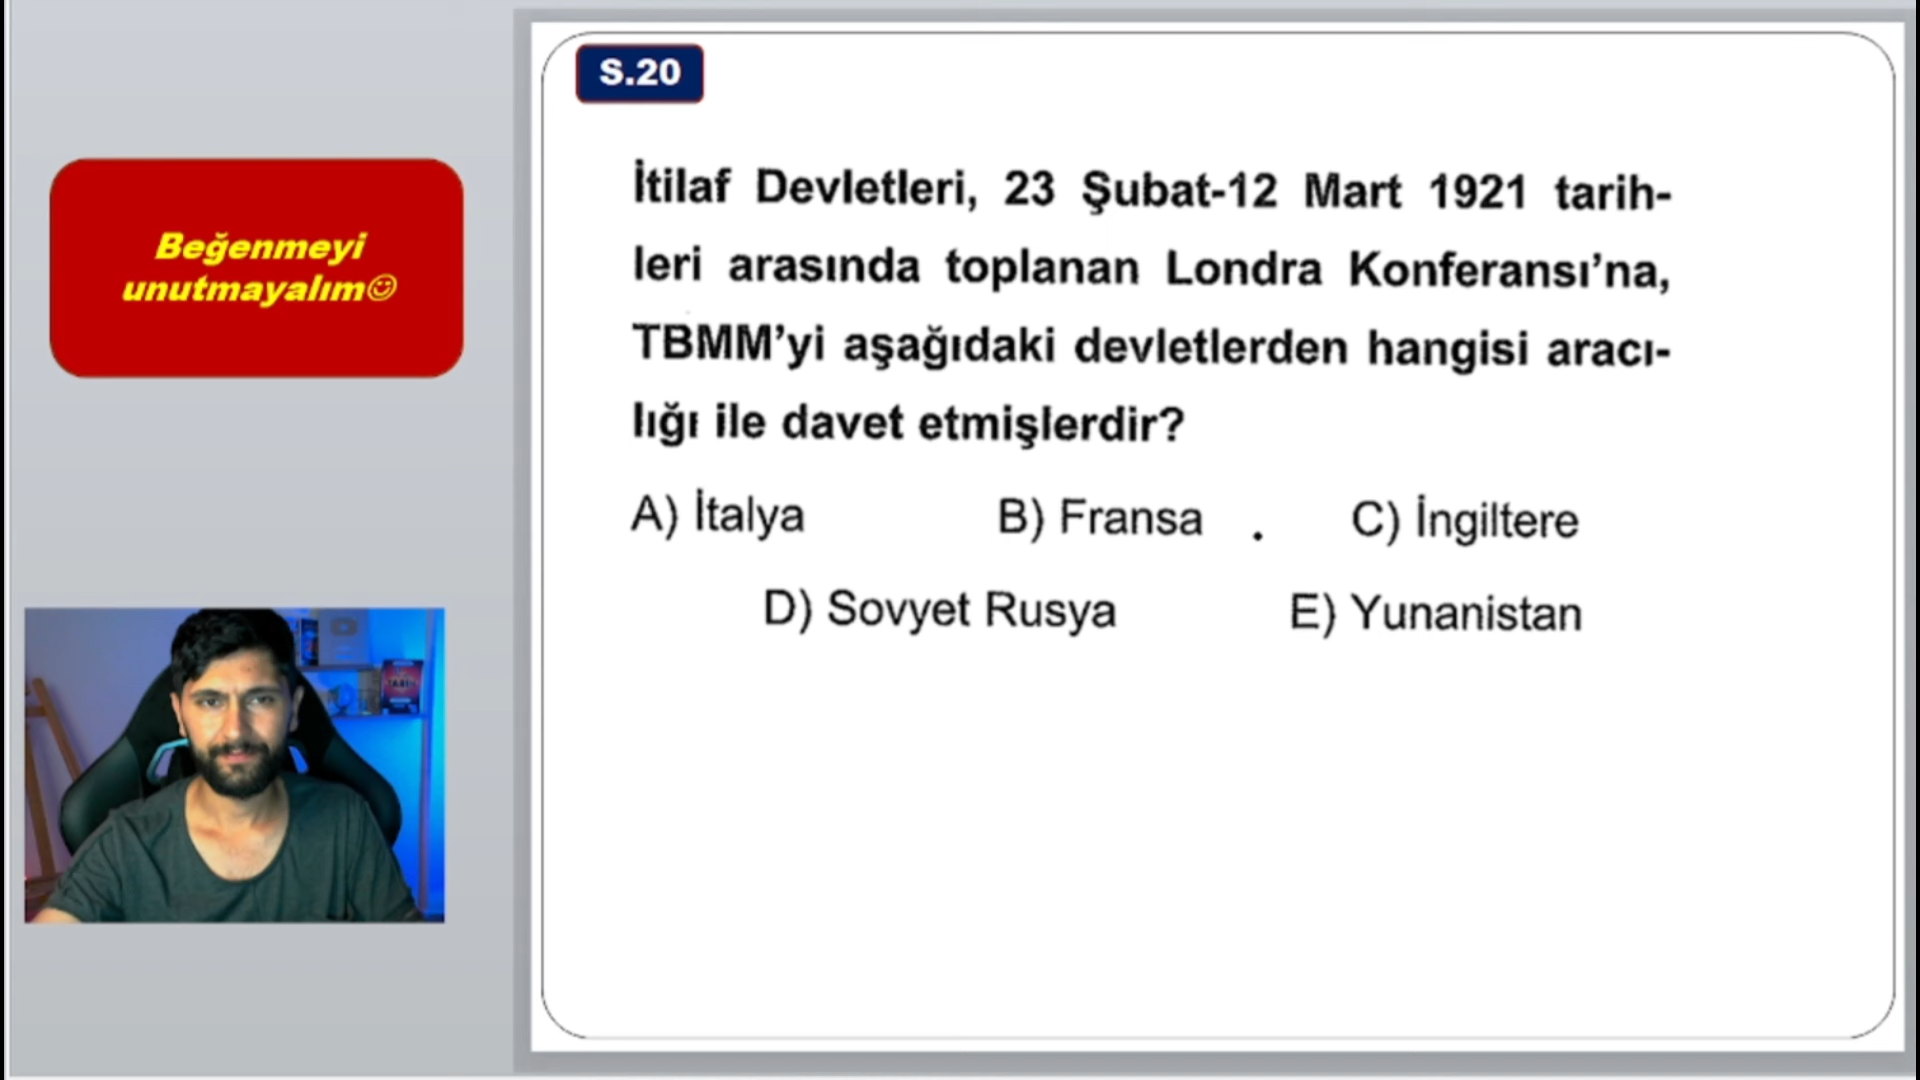 S.20
Beğenmeyi
unutmayalım☺
İtilaf Devletleri, 23 Şubat-12 Mart 1921 tarih-
leri arasında toplanan Londra Konferansı’na,
TBMM’yi aşağıdaki devletlerden hangisi aracı-
lığı ile davet etmişlerdir?
A) İtalya B) Fransa . C) İngiltere
D) Sovyet Rusya E) Yunanistan
TARİH